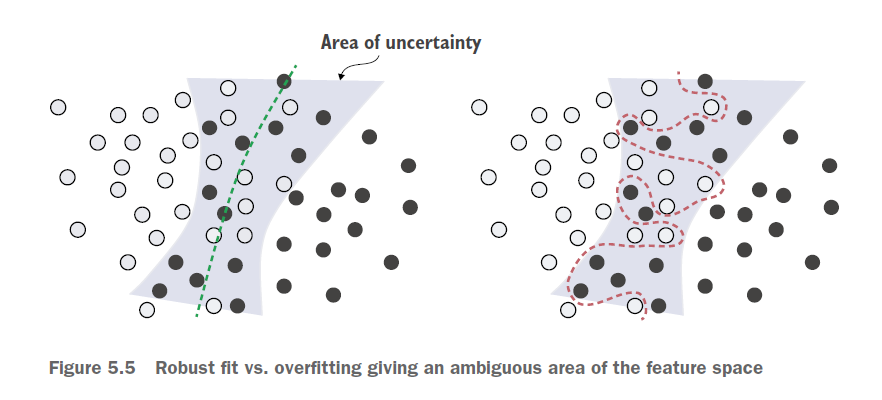 Area of uncertainty
Figure 5.5 Robust fit vs. overfitting giving an ambiguous area of the feature space